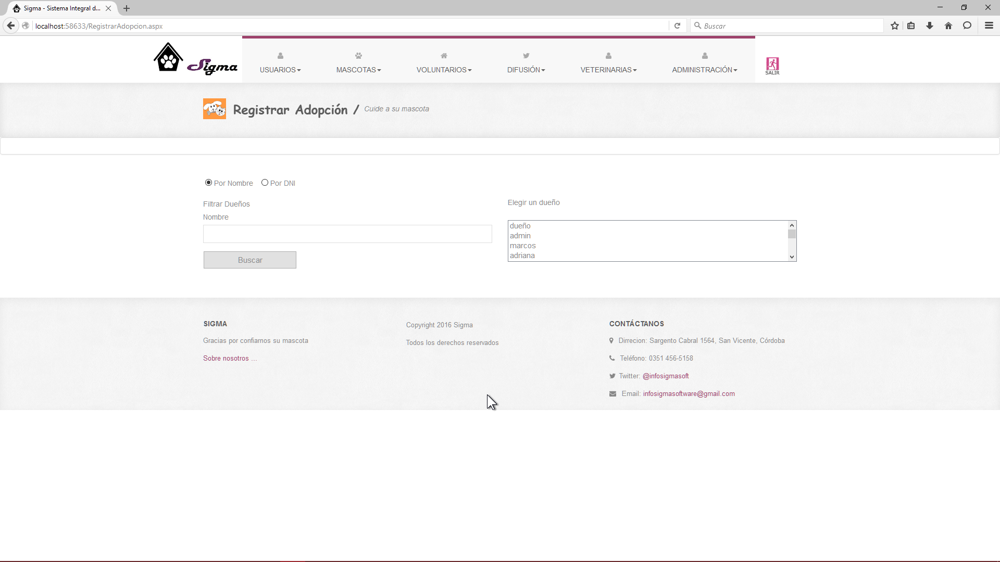 Sigma - Sistema Integral d...
localhost:58633/RegistrarAdopcion.aspx
Buscar
Sigma
USUARIOS
MASCOTAS
VOLUNTARIOS
DIFUSIÓN
VETERINARIAS
ADMINISTRACIÓN
SALIR
Registrar Adopción / Cuide a su mascota
Por Nombre
Por DNI
Filtrar Dueños
Nombre
Buscar
Elegir un dueño
dueño
admin
marcos
adriana
SIGMA
Gracias por confiarnos su mascota
Sobre nosotros ...
Copyright 2016 Sigma
Todos los derechos reservados
CONTÁCTANOS
Dirrecion: Sargento Cabral 1564, San Vicente, Córdoba
Teléfono: 0351 456-5158
Twitter: @infosigmasoft
Email: infosigmasoftware@gmail.com